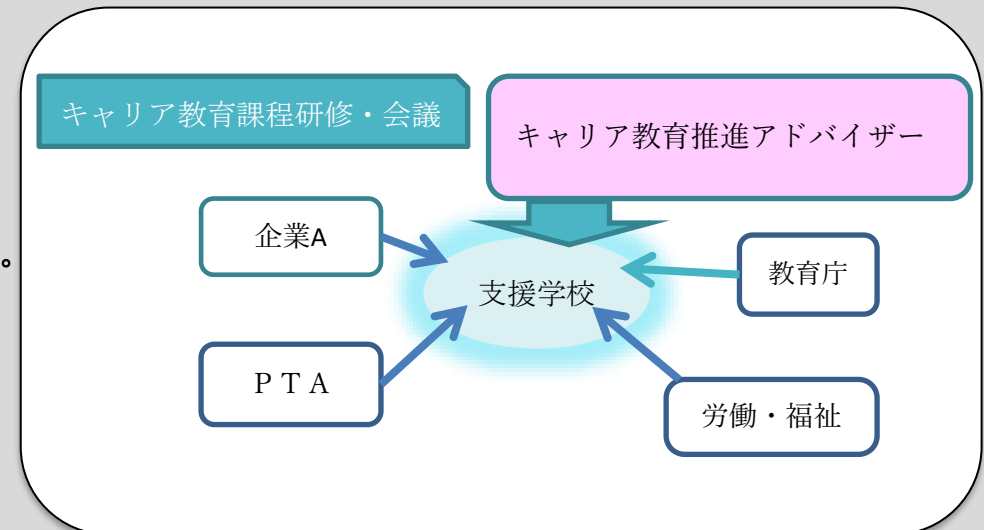 キャリア教育課程研修・会議
キャリア教育推進アドバイザー
企業A
教育庁
支援学校
ＰＴＡ
労働・福祉
。